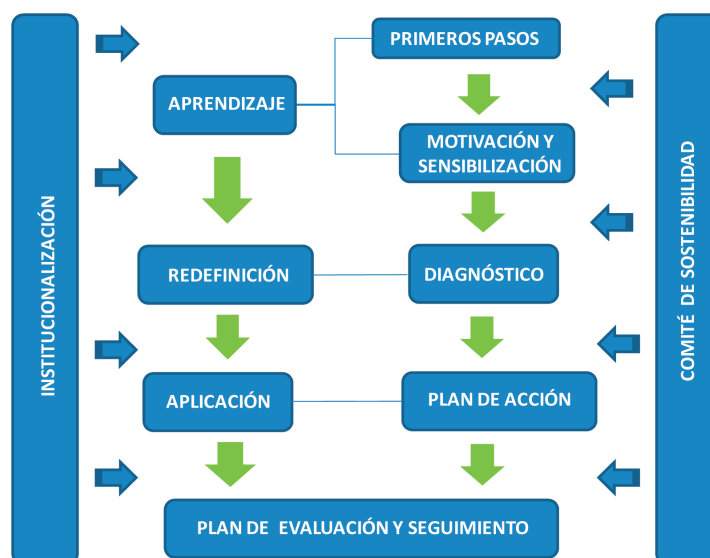 INSTITUCIONALIZACIÓN
PRIMEROS PASOS
APRENDIZAJE
MOTIVACIÓN Y
SENSIBILIZACIÓN
REDEFINICIÓN
DIAGNÓSTICO
APLICACIÓN
PLAN DE ACCIÓN
PLAN DE EVALUACIÓN Y SEGUIMIENTO
COMITÉ DE SOSTENIBILIDAD